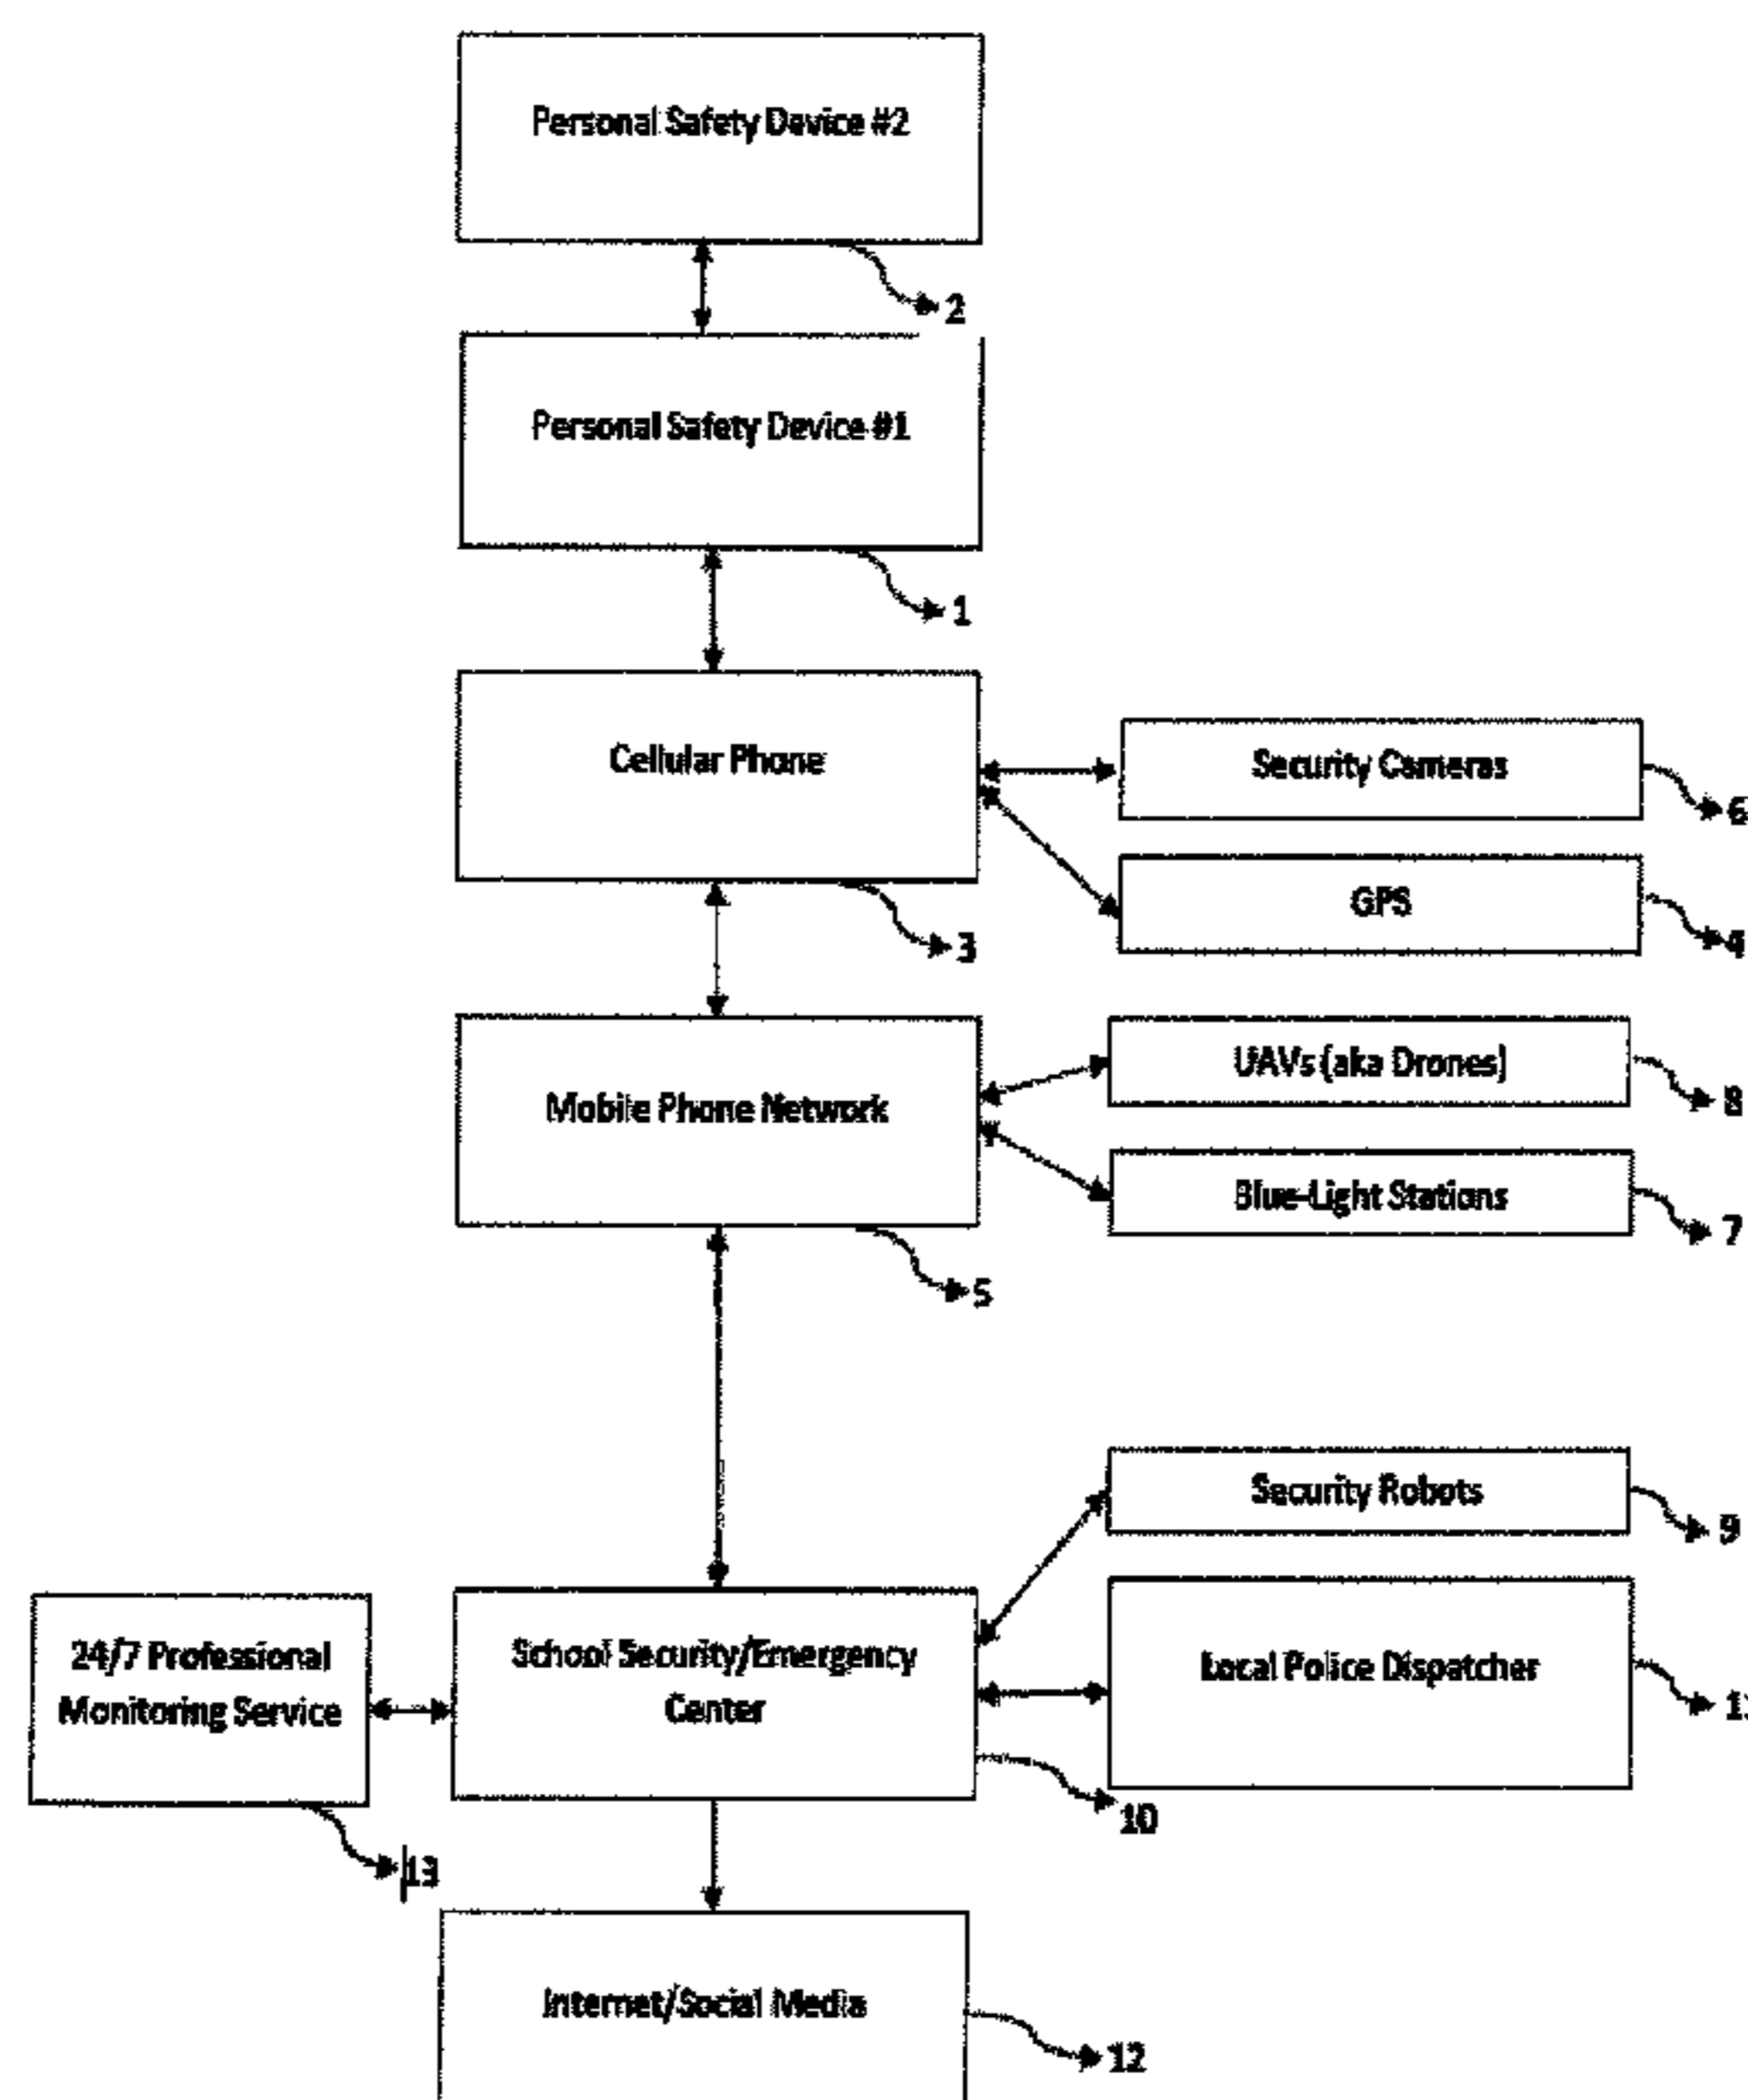 Personal Safety Device #2
2
Personal Safety Device #1
1
Cellular Phone
Security Cameras
6
GPS
4
3
UAVs (aka Drones)
8
Mobile Phone Network
Blue-Light Stations
7
5
Security Robots
9
24/7 Professional
Monitoring Service
School Security/Emergency
Center
Local Police Dispatcher
10
13
Internet/Social Media
12